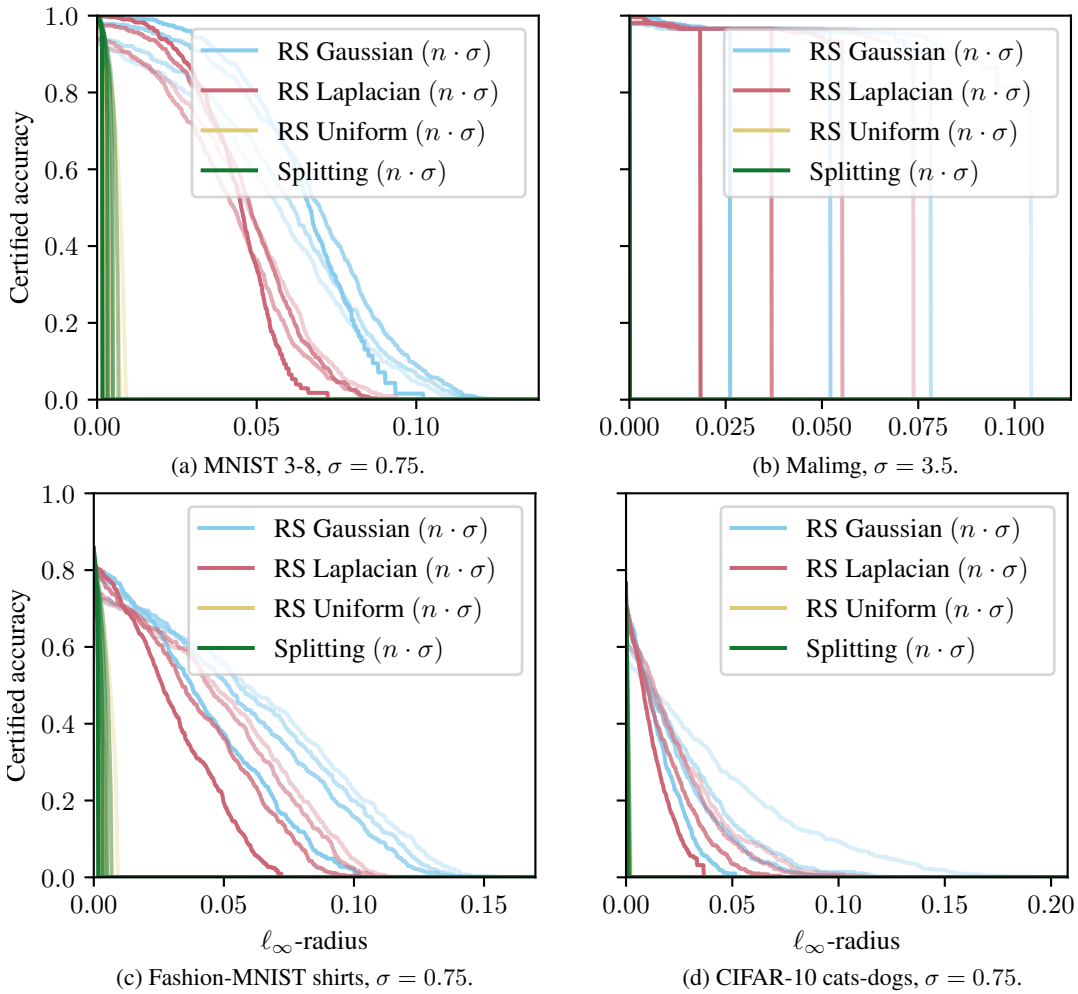 1.0
0.8
0.6
0.4
0.2
0.0
Certified accuracy
RS Gaussian (n · σ)
RS Laplacian (n · σ)
RS Uniform (n · σ)
Splitting (n · σ)
0.00 0.05 0.10
(a) MNIST 3-8, σ = 0.75.
RS Gaussian (n · σ)
RS Laplacian (n · σ)
RS Uniform (n · σ)
Splitting (n · σ)
0.000 0.025 0.050 0.075 0.100
(b) Malimg, σ = 3.5.
1.0
0.8
0.6
0.4
0.2
0.0
Certified accuracy
RS Gaussian (n · σ)
RS Laplacian (n · σ)
RS Uniform (n · σ)
Splitting (n · σ)
0.00 0.05 0.10 0.15
ℓ∞-radius
(c) Fashion-MNIST shirts, σ = 0.75.
RS Gaussian (n · σ)
RS Laplacian (n · σ)
RS Uniform (n · σ)
Splitting (n · σ)
0.00 0.05 0.10 0.15 0.20
ℓ∞-radius
(d) CIFAR-10 cats-dogs, σ = 0.75.